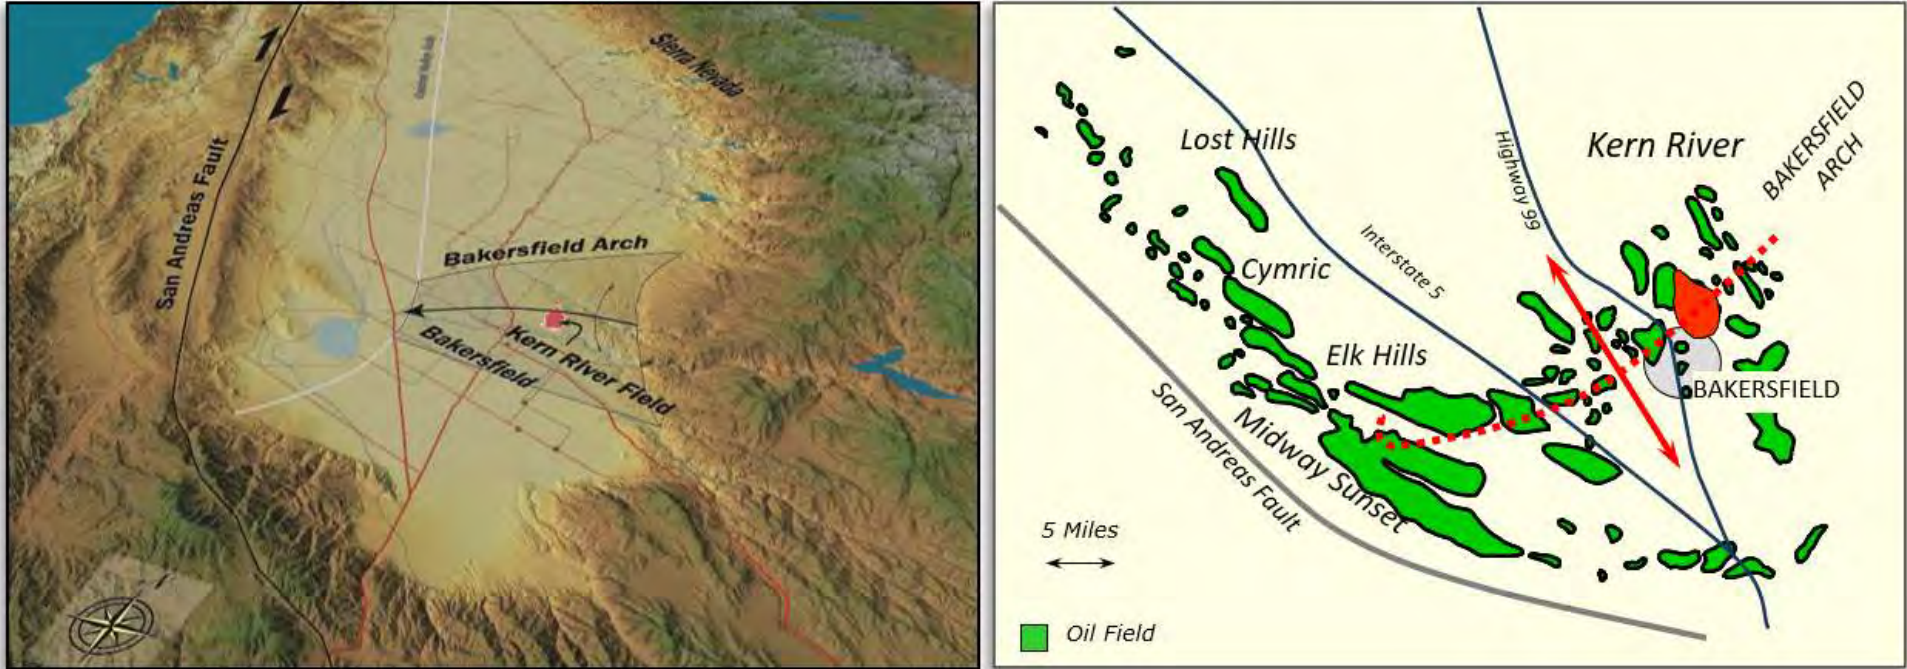 Sierra Nevada
San Andreas Fault
Bakersfield Arch
Kern River Field
Bakersfield
Lost Hills
Kern River
BAKERSFIELD
ARCH
Highway 99
Interstate 5
Cymric
Elk Hills
BAKERSFIELD
Midway Sunset
San Andreas Fault
5 Miles
Oil Field